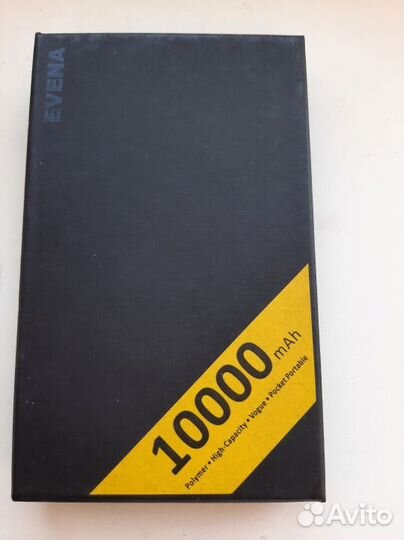 EVENA
10000 mAh
Polymer • High-Capacity • Vogue • Pocket Portable
Avito